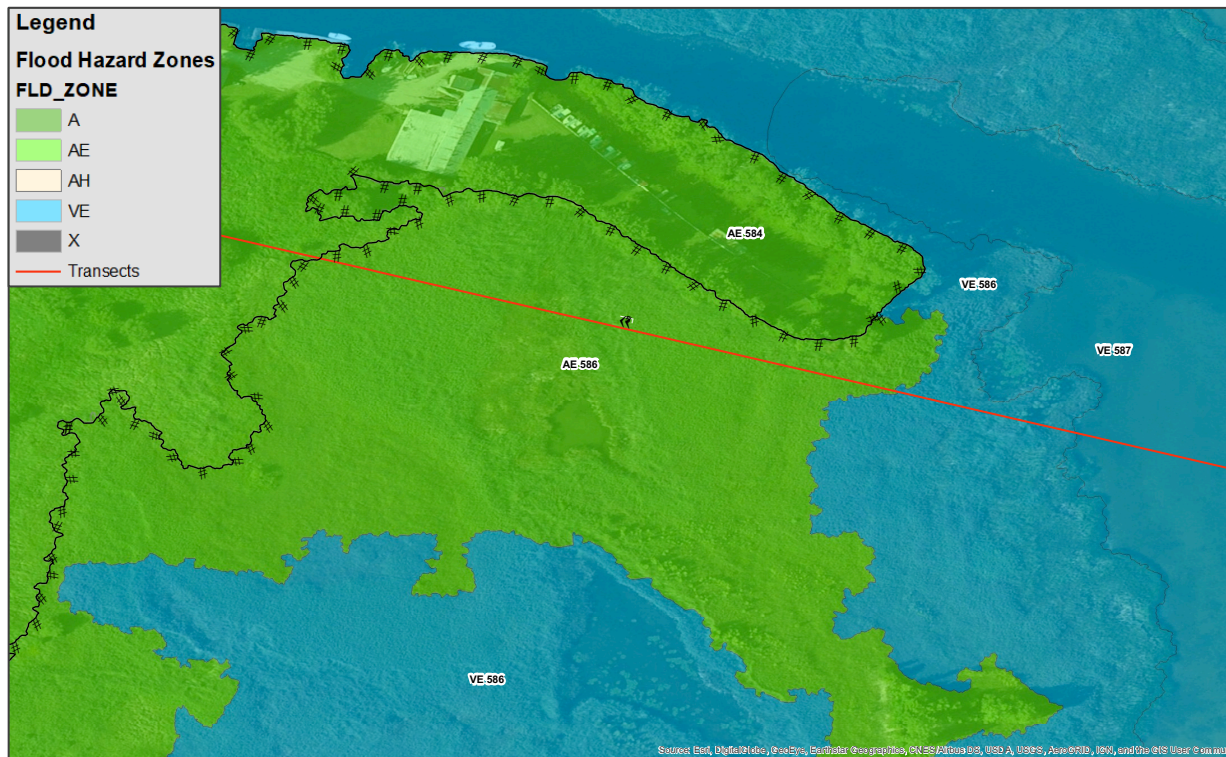 Legend
Flood Hazard Zones
FLD_ZONE
A
AE
AH
VE
X
Transects
AE 584
VE 586
VE 587
AE 586
VE 586
Source: Esri, DigitalGlobe, GeoEye, Earthstar Geographics, CNES/Airbus DS, USDA, USGS, AeroGRID, IGN, and the GIS User Commu